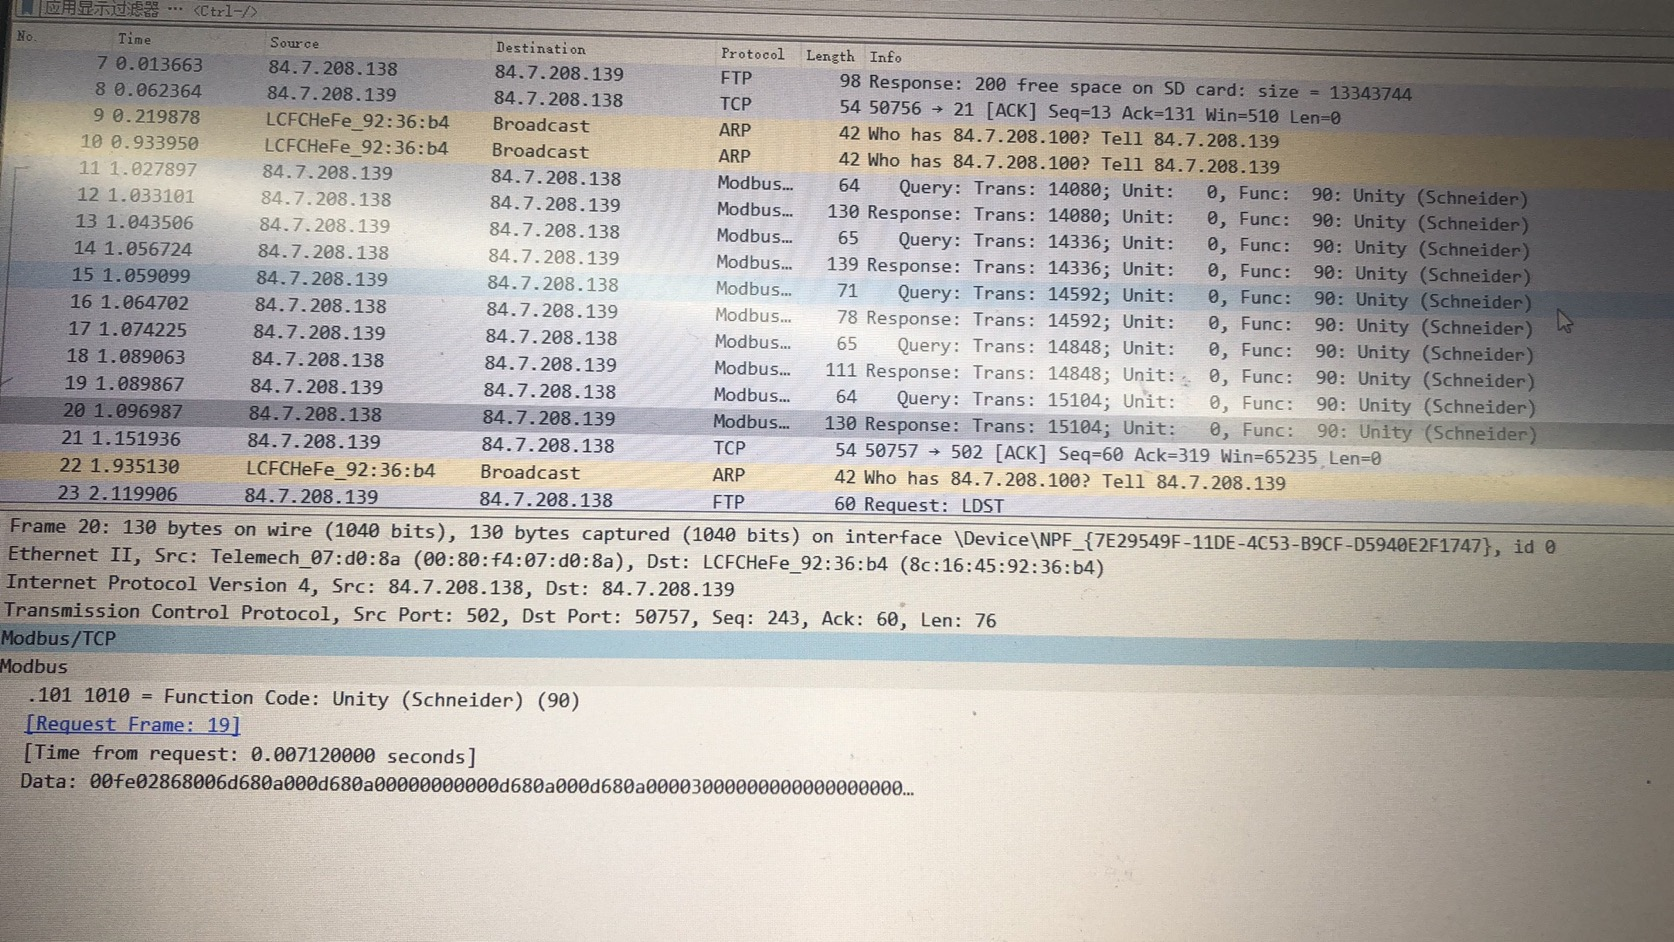 应用显示过滤器 … <Ctrl-/>
No. Time Source Destination Protocol Length Info
7 0.013663 84.7.208.138 84.7.208.139 FTP 98 Response: 200 free space on SD card: size = 13343744
8 0.062364 84.7.208.139 84.7.208.138 TCP 54 50756 → 21 [ACK] Seq=13 Ack=131 Win=510 Len=0
9 0.219878 LCFCHeFe_92:36:b4 Broadcast ARP 42 Who has 84.7.208.100? Tell 84.7.208.139
10 0.933950 LCFCHeFe_92:36:b4 Broadcast ARP 42 Who has 84.7.208.100? Tell 84.7.208.139
11 1.027897 84.7.208.139 84.7.208.138 Modbus… 64 Query: Trans: 14080; Unit: 0, Func: 90: Unity (Schneider)
12 1.033101 84.7.208.138 84.7.208.139 Modbus… 130 Response: Trans: 14080; Unit: 0, Func: 90: Unity (Schneider)
13 1.043506 84.7.208.139 84.7.208.138 Modbus… 65 Query: Trans: 14336; Unit: 0, Func: 90: Unity (Schneider)
14 1.056724 84.7.208.138 84.7.208.139 Modbus… 139 Response: Trans: 14336; Unit: 0, Func: 90: Unity (Schneider)
15 1.059099 84.7.208.139 84.7.208.138 Modbus… 71 Query: Trans: 14592; Unit: 0, Func: 90: Unity (Schneider)
16 1.064702 84.7.208.138 84.7.208.139 Modbus… 78 Response: Trans: 14592; Unit: 0, Func: 90: Unity (Schneider)
17 1.074225 84.7.208.139 84.7.208.138 Modbus… 65 Query: Trans: 14848; Unit: 0, Func: 90: Unity (Schneider)
18 1.089063 84.7.208.138 84.7.208.139 Modbus… 111 Response: Trans: 14848; Unit: 0, Func: 90: Unity (Schneider)
19 1.089867 84.7.208.139 84.7.208.138 Modbus… 64 Query: Trans: 15104; Unit: 0, Func: 90: Unity (Schneider)
20 1.096987 84.7.208.138 84.7.208.139 Modbus… 130 Response: Trans: 15104; Unit: 0, Func: 90: Unity (Schneider)
21 1.151936 84.7.208.139 84.7.208.138 TCP 54 50757 → 502 [ACK] Seq=60 Ack=319 Win=65235 Len=0
22 1.935130 LCFCHeFe_92:36:b4 Broadcast ARP 42 Who has 84.7.208.100? Tell 84.7.208.139
23 2.119906 84.7.208.139 84.7.208.138 FTP 60 Request: LDST
Frame 20: 130 bytes on wire (1040 bits), 130 bytes captured (1040 bits) on interface \Device\NPF_{7E29549F-11DE-4C53-B9CF-D5940E2F1747}, id 0
Ethernet II, Src: Telemech_07:d0:8a (00:80:f4:07:d0:8a), Dst: LCFCHeFe_92:36:b4 (8c:16:45:92:36:b4)
Internet Protocol Version 4, Src: 84.7.208.138, Dst: 84.7.208.139
Transmission Control Protocol, Src Port: 502, Dst Port: 50757, Seq: 243, Ack: 60, Len: 76
Modbus/TCP
Modbus
.101 1010 = Function Code: Unity (Schneider) (90)
[Request Frame: 19]
[Time from request: 0.007120000 seconds]
Data: 00fe02868006d680a000d680a00000000000d680a000d680a0000300000000000000000000…